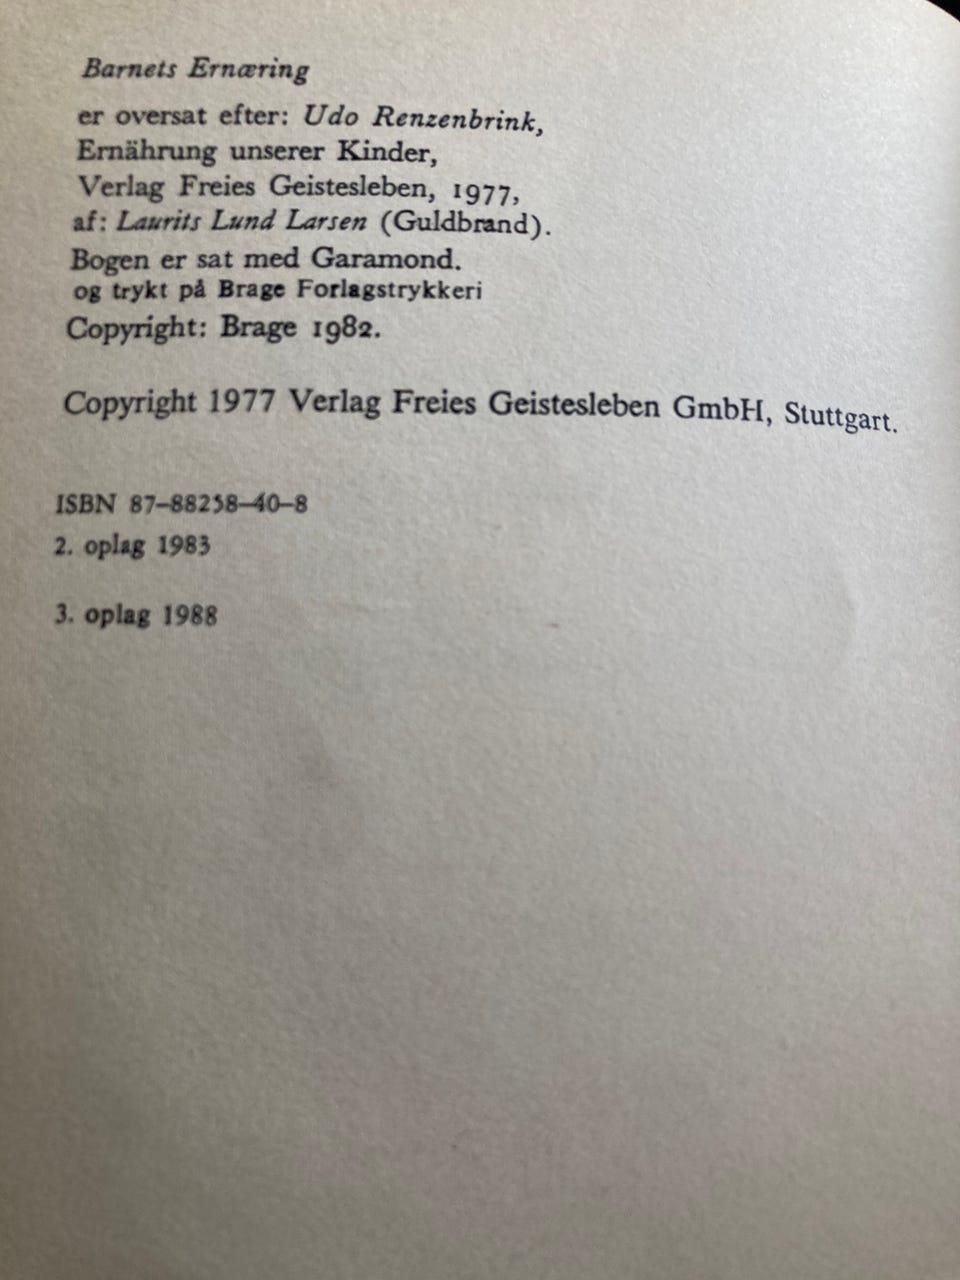 Barnets Ernæring
er oversat efter: Udo Renzenbrink,
Ernährung unserer Kinder,
Verlag Freies Geistesleben, 1977,
af: Laurits Lund Larsen (Guldbrand).
Bogen er sat med Garamond.
og trykt på Brage Forlagstrykkeri
Copyright: Brage 1982.
Copyright 1977 Verlag Freies Geistesleben GmbH, Stuttgart.
ISBN 87–88258–40–8
2. oplag 1983
3. oplag 1988